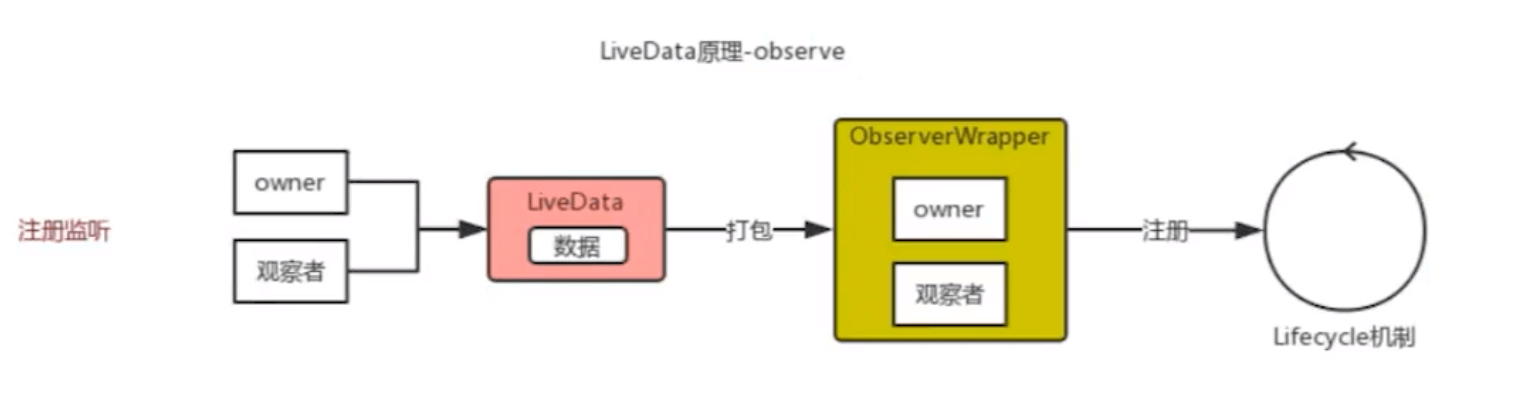 LiveData原理-observe
注册监听
owner
观察者
LiveData
数据
打包
ObserverWrapper
owner
观察者
注册
Lifecycle机制